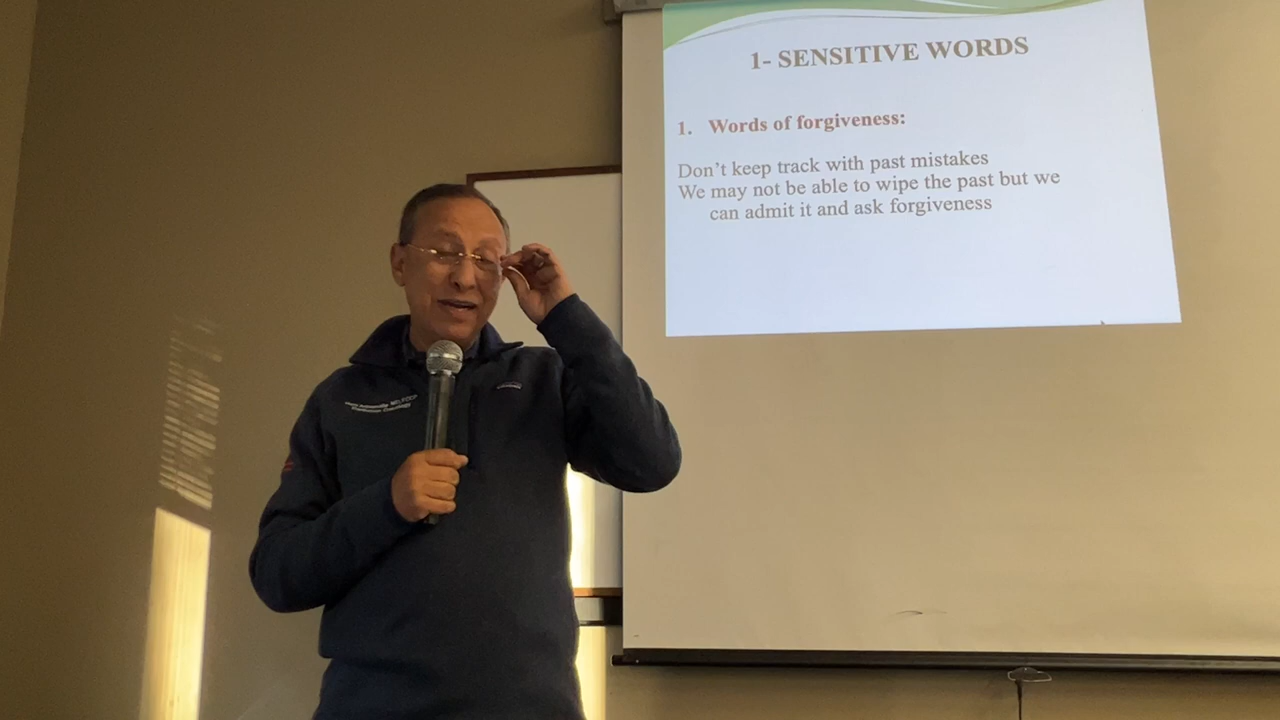 1- SENSITIVE WORDS
1. Words of forgiveness:
Don't keep track with past mistakes
We may not be able to wipe the past but we
can admit it and ask forgiveness